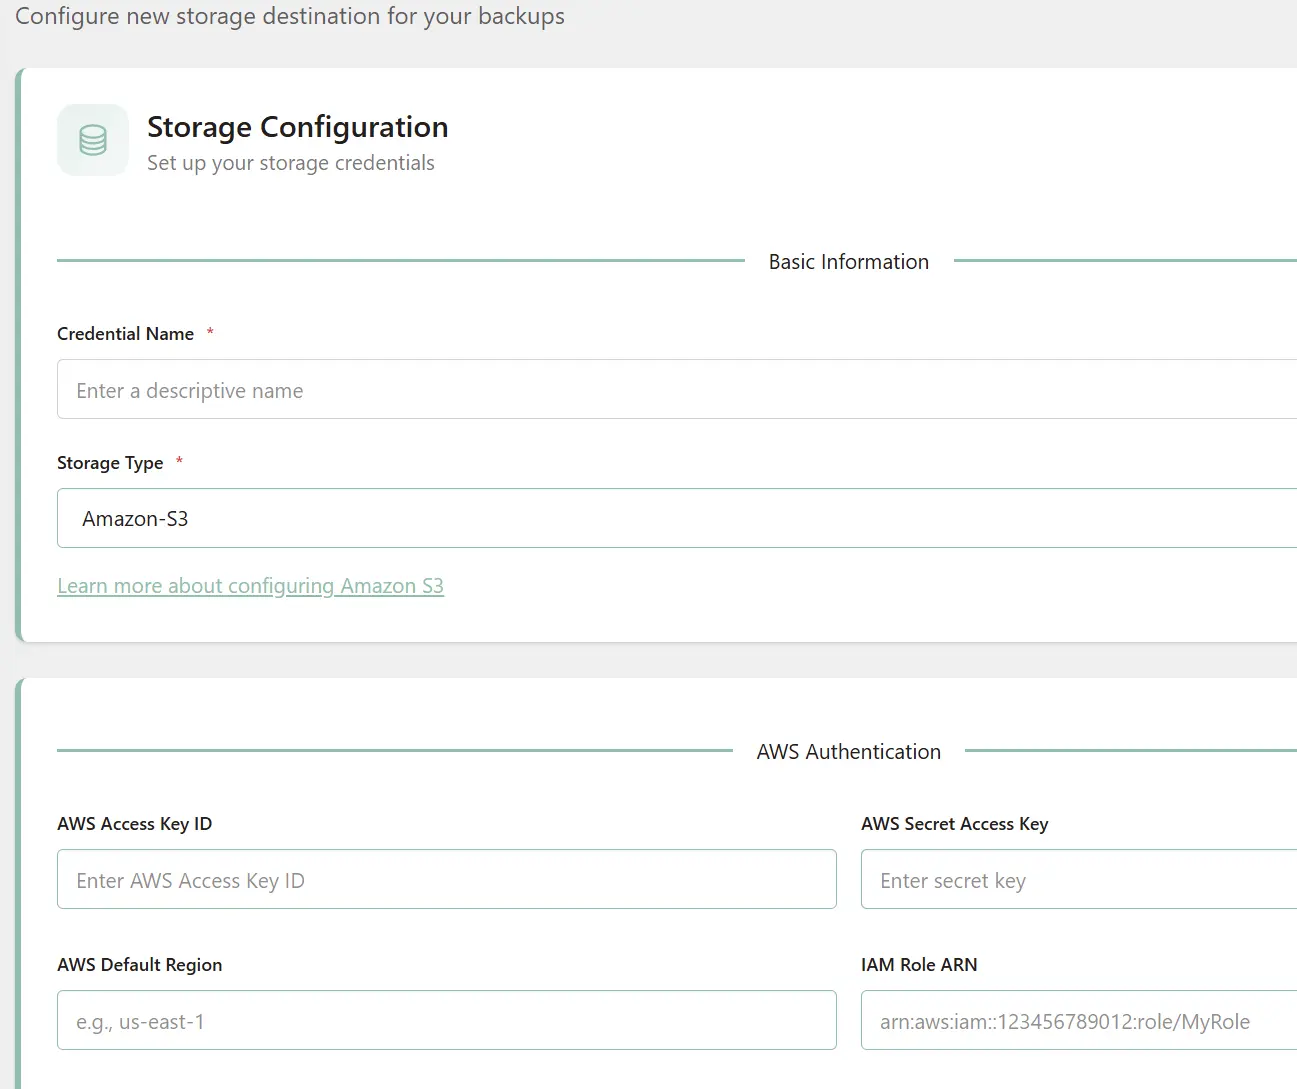 Configure new storage destination for your backups
Storage Configuration
Set up your storage credentials
Basic Information
Credential Name *
Enter a descriptive name
Storage Type *
Amazon-S3
Learn more about configuring Amazon S3
AWS Authentication
AWS Access Key ID
AWS Secret Access Key
Enter AWS Access Key ID
Enter secret key
AWS Default Region
IAM Role ARN
e.g., us-east-1
arn:aws:iam::123456789012:role/MyRole